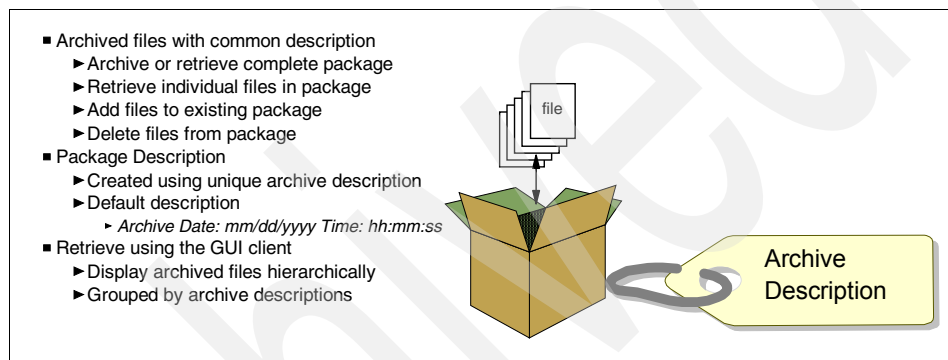 ■ Archived files with common description
► Archive or retrieve complete package
► Retrieve individual files in package
► Add files to existing package
► Delete files from package
■ Package Description
► Created using unique archive description
► Default description
► Archive Date: mm/dd/yyyy Time: hh:mm:ss
■ Retrieve using the GUI client
► Display archived files hierarchically
► Grouped by archive descriptions
file
Archive
Description